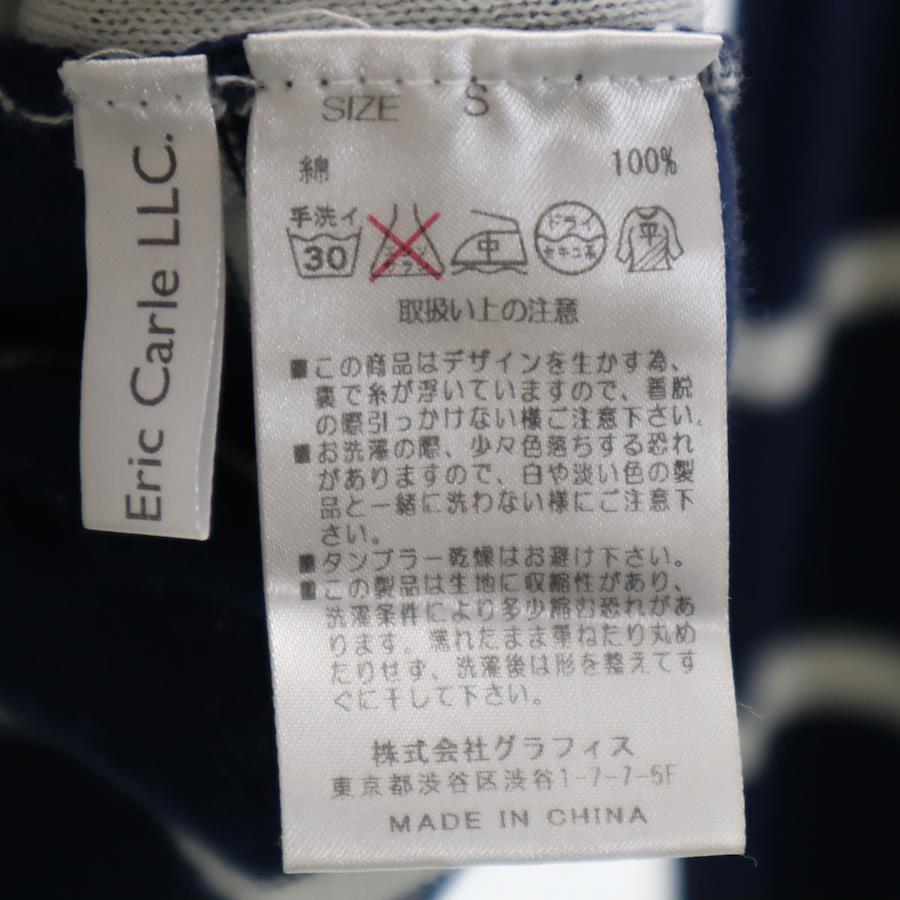 Eric Carle LLC.
SIZE S
綿 100%
手洗イ
30
エンソ
サラシ
中
ドライ
セキユ系
平
取扱い上の注意
■この商品はデザインを生かす為、
裏で糸が浮いていますので、着脱
の際引っかけない様ご注意下さい。
■お洗濯の際、少々色落ちする恐れ
がありますので、白や淡い色の製
品と一緒に洗わない様にご注意下
さい。
■タンブラー乾燥はお避け下さい。
■この製品は生地に収縮性があり、
洗濯条件により多少縮む恐れがあ
ります。濡れたまま重ねたり丸め
たりせず、洗濯後は形を整えてす
ぐに干して下さい。
株式会社グラフィス
東京都渋谷区渋谷1-7-7-5F
MADE IN CHINA